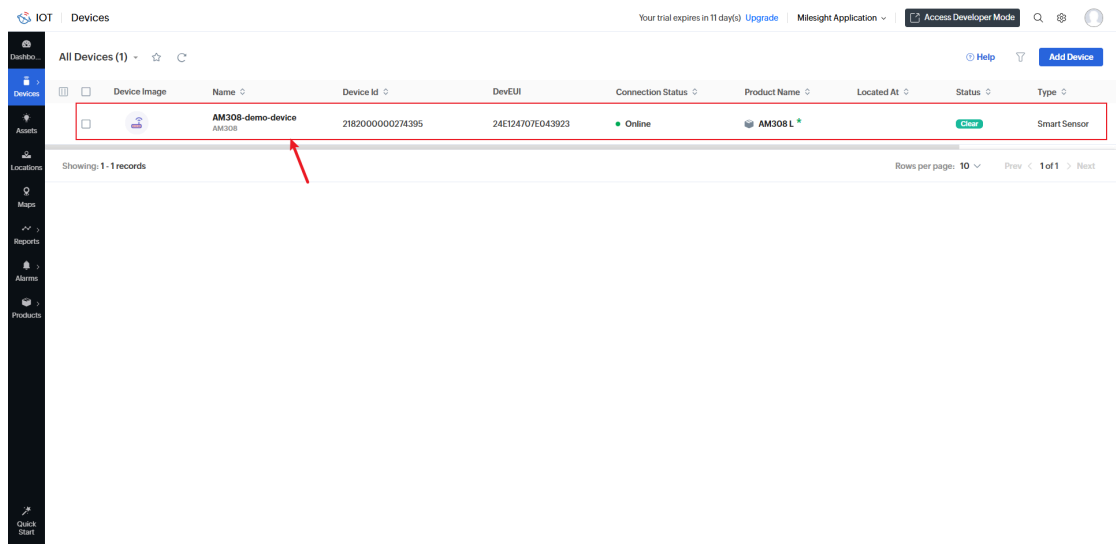 IOT Devices Your trial expires in 11 day(s) Upgrade Milesight Application Access Developer Mode
Dashbo...
All Devices (1) Help Add Device
Devices
Device Image Name Device Id DevEUI Connection Status Product Name Located At Status Type
AM308-demo-device
AM308
2182000000274395 24E124707E043923 Online AM308 L * Clear Smart Sensor
Assets
Locations
Showing: 1 - 1 records Rows per page: 10 Prev < 1 of 1 > Next
Maps
Reports
Alarms
Products
Quick
Start